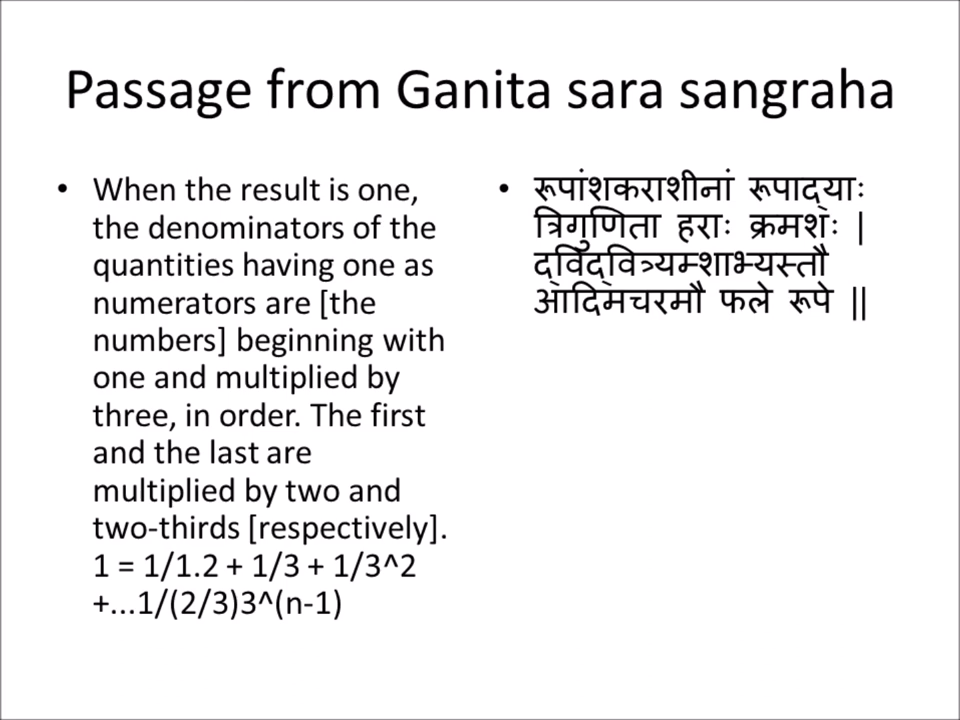 Passage from Ganita sara sangraha
• When the result is one,
the denominators of the
quantities having one as
numerators are [the
numbers] beginning with
one and multiplied by
three, in order. The first
and the last are
multiplied by two and
two-thirds [respectively].
1 = 1/1.2 + 1/3 + 1/3^2
+...1/(2/3)3^(n-1)
• रूपांशकराशीनां रूपाद्याः
त्रिगुणिता हराः क्रमशः |
द्विद्वित्र्यम्शाभ्यस्तौ
आदिमचरमौ फले रूपे ||